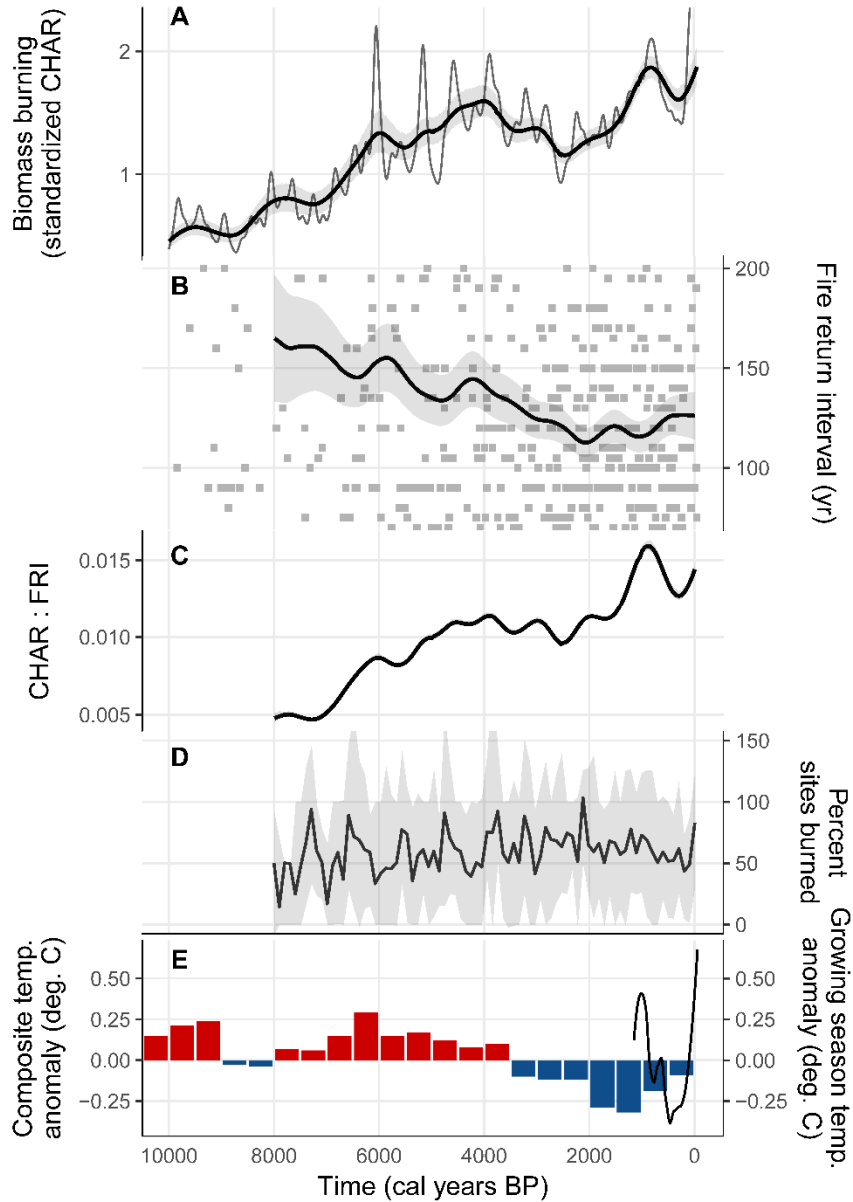 A
Biomass burning
(standardized CHAR)
2
1
B
200
150
100
Fire return interval (yr)
C
CHAR : FRI
0.015
0.010
0.005
D
150
100
50
0
Percent
sites burned
E
Composite temp.
anomaly (deg. C)
0.50
0.25
0.00
−0.25
0.50
0.25
0.00
−0.25
Growing season temp.
anomaly (deg. C)
10000 8000 6000 4000 2000 0
Time (cal years BP)